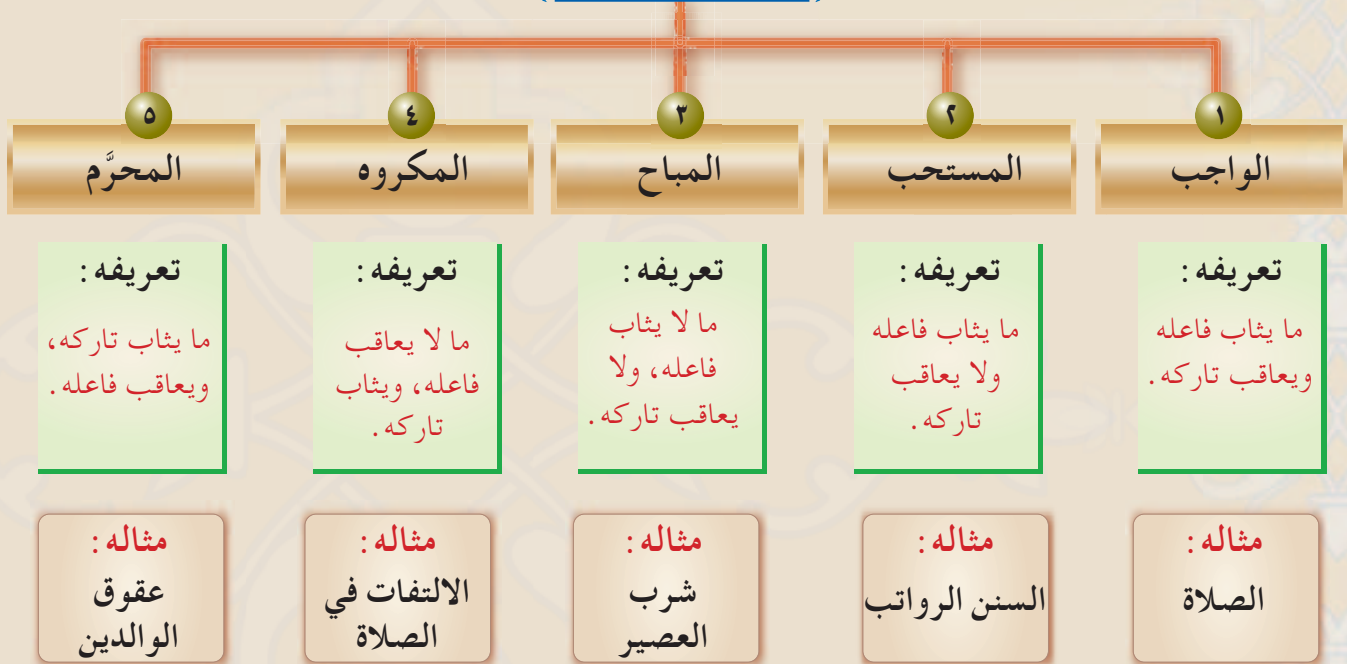 ١
الواجب
تعريفه:
ما يثاب فاعله
ويعاقب تاركه.
مثاله:
الصلاة
٢
المستحب
تعريفه:
ما يثاب فاعله
ولا يعاقب
تاركه.
مثاله:
السنن الرواتب
٣
المباح
تعريفه:
ما لا يثاب
فاعله، ولا
يعاقب تاركه.
مثاله:
شرب
العصير
٤
المكروه
تعريفه:
ما لا يعاقب
فاعله، ويثاب
تاركه.
مثاله:
الالتفات في
الصلاة
٥
المحرَّم
تعريفه:
ما يثاب تاركه،
ويعاقب فاعله.
مثاله:
عقوق
الوالدين